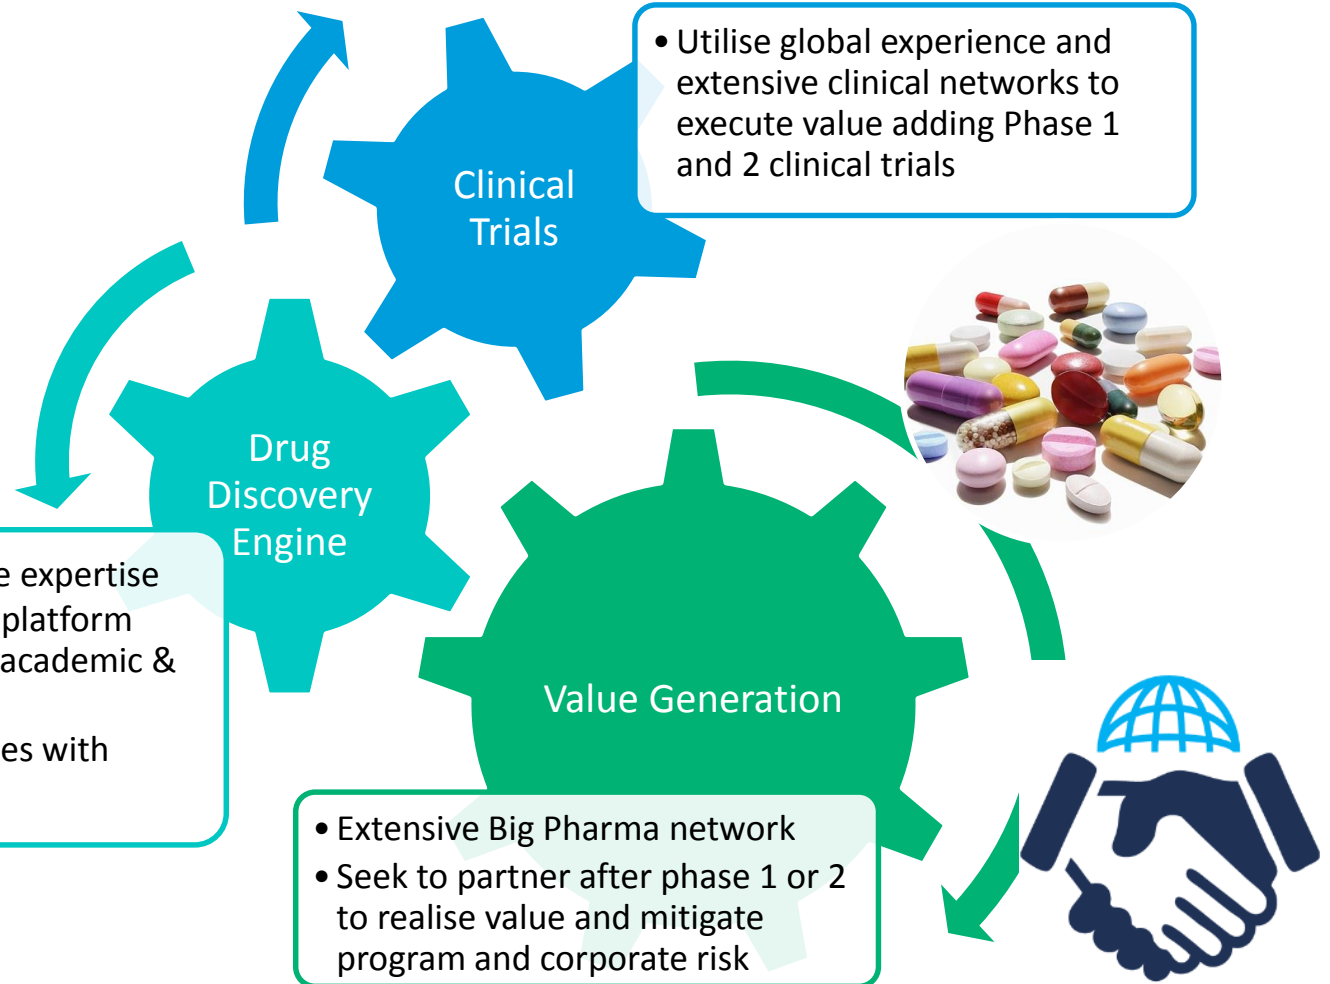 • Utilise global experience and
extensive clinical networks to
execute value adding Phase 1
and 2 clinical trials
Clinical
Trials
Drug
Discovery
Engine
expertise
platform
academic &
with
Value Generation
• Extensive Big Pharma network
• Seek to partner after phase 1 or 2
to realise value and mitigate
program and corporate risk